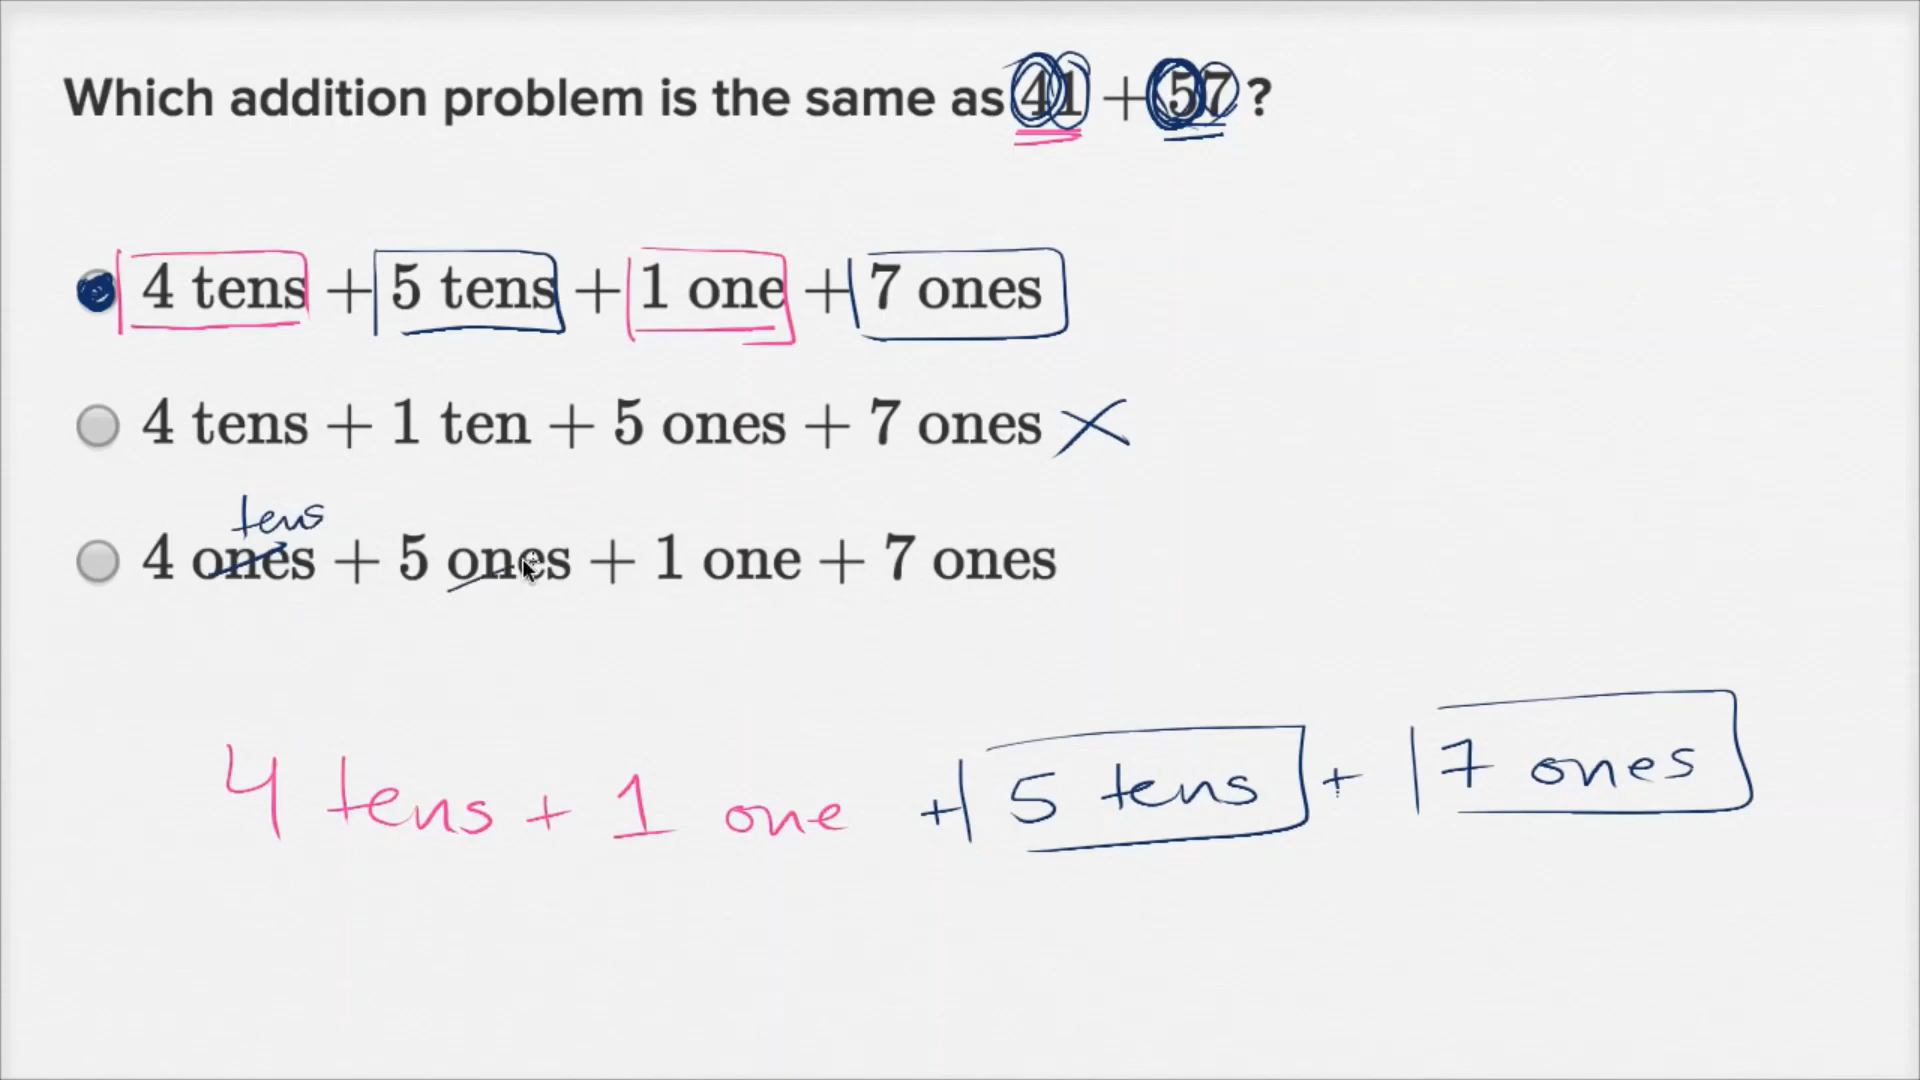 Which addition problem is the same as 41 + 57 ?
4 tens + 5 tens + 1 one + 7 ones
4 tens + 1 ten + 5 ones + 7 ones
tens
4 ones + 5 ones + 1 one + 7 ones
4 tens + 1 one + 5 tens + 7 ones